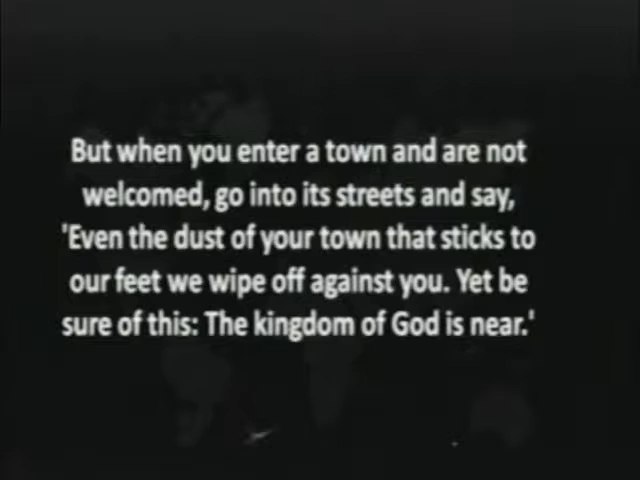 But when you enter a town and are not
welcomed, go into its streets and say,
'Even the dust of your town that sticks to
our feet we wipe off against you. Yet be
sure of this: The kingdom of God is near.'